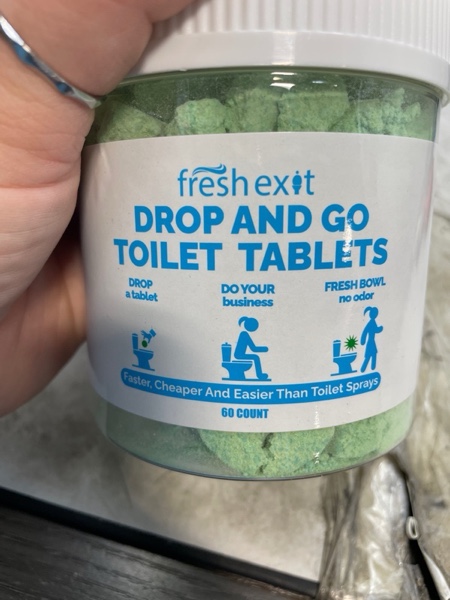 fresh exit
DROP AND GO
TOILET TABLETS
DROP
a tablet
DO YOUR
business
FRESH BOWL
no odor
Faster, Cheaper And Easier Than Toilet Sprays
60 COUNT